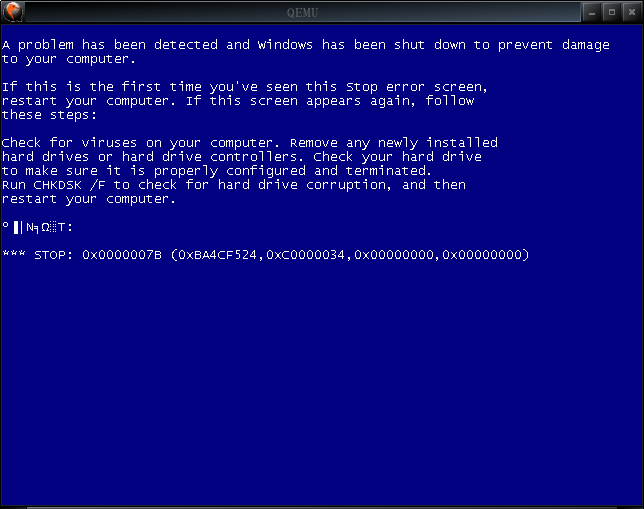 QEMU
A problem has been detected and Windows has been shut down to prevent damage
to your computer.
If this is the first time you've seen this Stop error screen,
restart your computer. If this screen appears again, follow
these steps:
Check for viruses on your computer. Remove any newly installed
hard drives or hard drive controllers. Check your hard drive
to make sure it is properly configured and terminated.
Run CHKDSK /F to check for hard drive corruption, and then
restart your computer.
*** STOP: 0x0000007B (0xBA4CF524,0xC0000034,0x00000000,0x00000000)